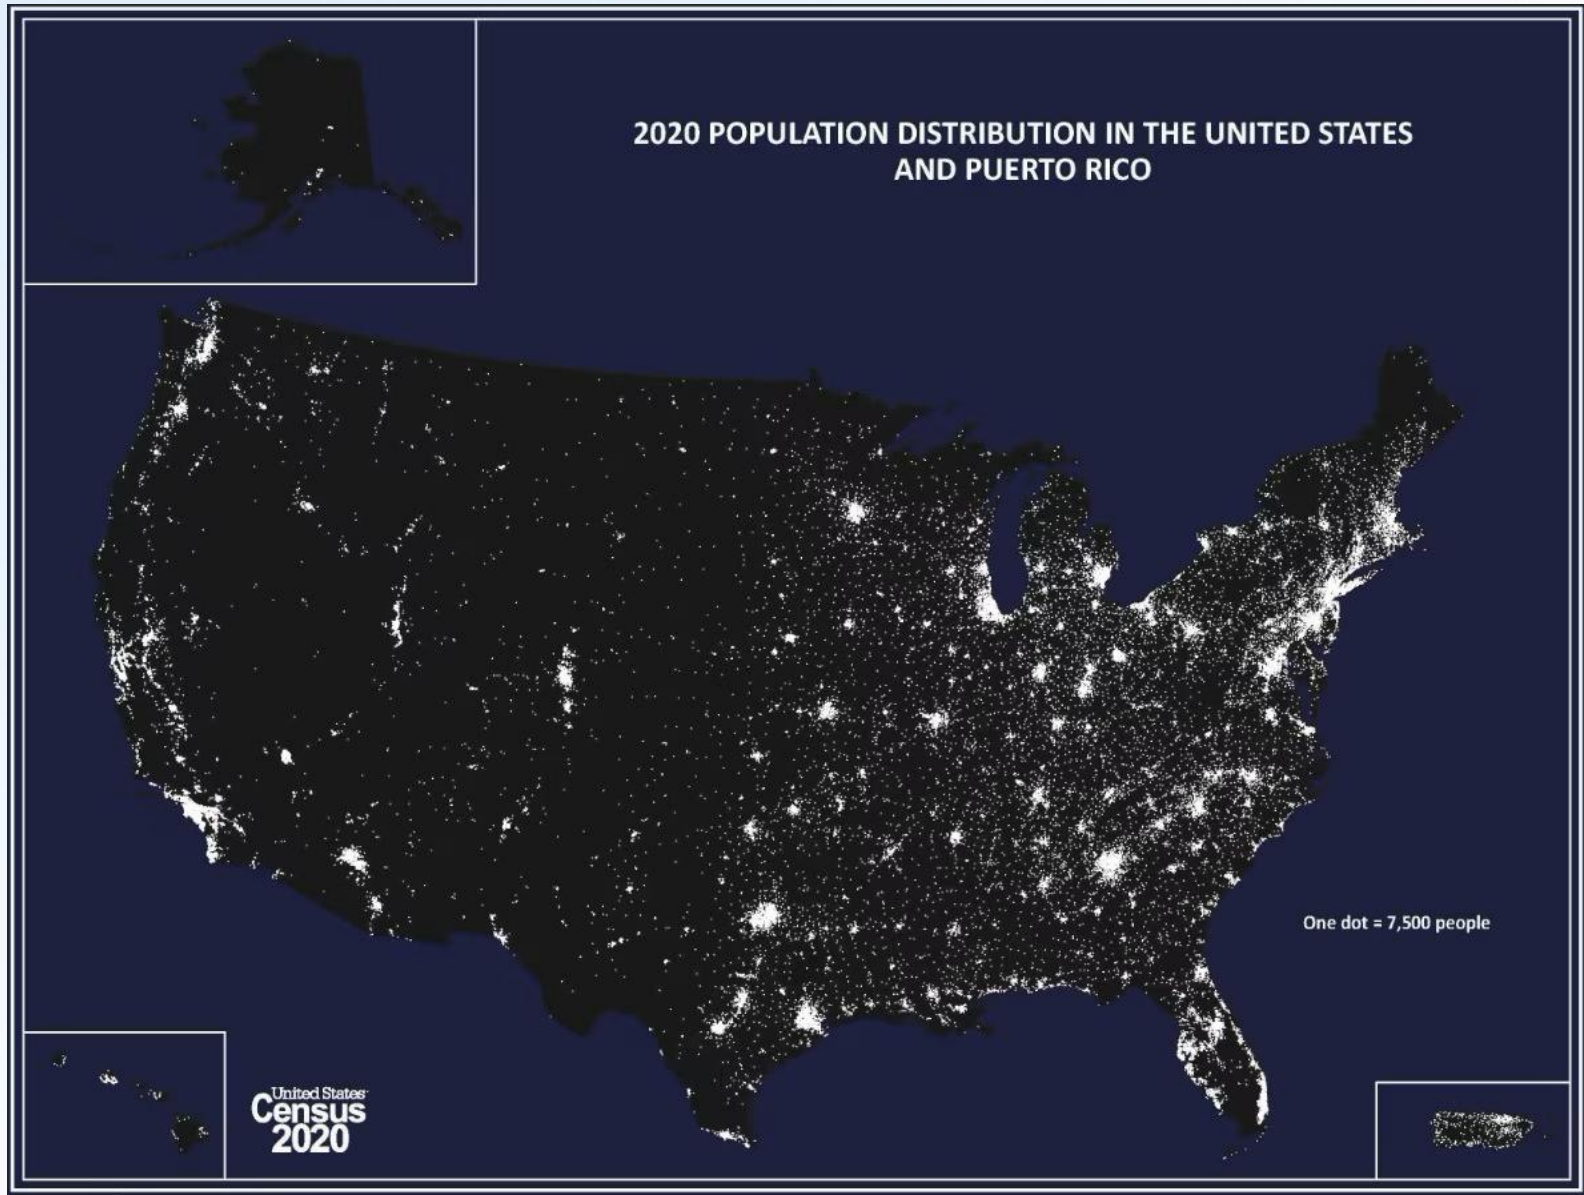 2020 POPULATION DISTRIBUTION IN THE UNITED STATES
AND PUERTO RICO
One dot = 7,500 people
United States
Census
2020